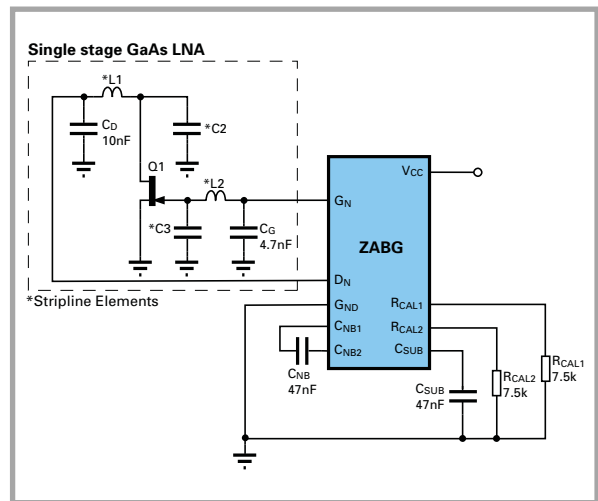 Single stage GaAs LNA
*L1
CD
10nF
*C2
Q1
*L2
*C3
CG
4.7nF
VCC
GN
ZABG
DN
*Stripline Elements
GND
RCAL1
CNB1
RCAL2
CNB2
CSUB
CNB
47nF
CSUB
47nF
RCAL2
7.5k
RCAL1
7.5k